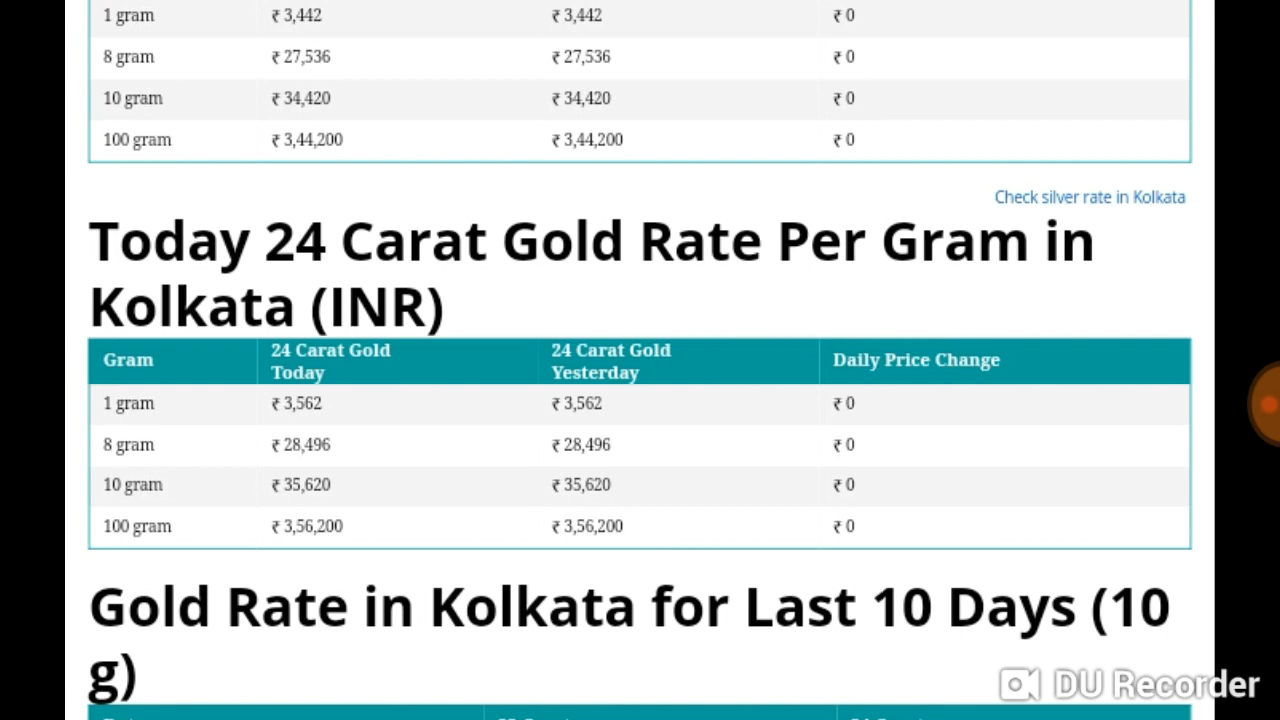 1 gram ₹ 3,442 ₹ 3,442 ₹ 0
8 gram ₹ 27,536 ₹ 27,536 ₹ 0
10 gram ₹ 34,420 ₹ 34,420 ₹ 0
100 gram ₹ 3,44,200 ₹ 3,44,200 ₹ 0
Check silver rate in Kolkata
Today 24 Carat Gold Rate Per Gram in
Kolkata (INR)
Gram 24 Carat Gold Today 24 Carat Gold Yesterday Daily Price Change
1 gram ₹ 3,562 ₹ 3,562 ₹ 0
8 gram ₹ 28,496 ₹ 28,496 ₹ 0
10 gram ₹ 35,620 ₹ 35,620 ₹ 0
100 gram ₹ 3,56,200 ₹ 3,56,200 ₹ 0
Gold Rate in Kolkata for Last 10 Days (10
g)
DU Recorder